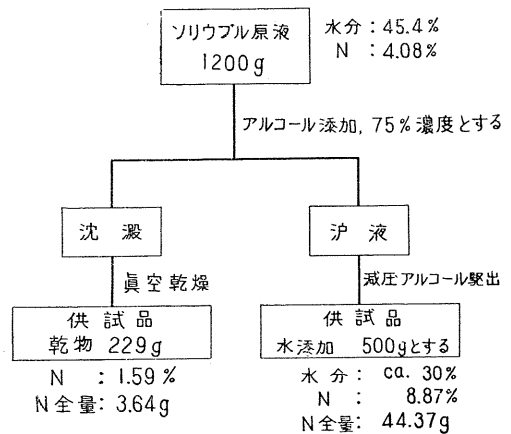 ソリウプル原液
1200g
水分:45.4%
N:4.08%
アルコール添加, 75%濃度とする
沈澱
沪液
真空乾燥
減圧アルコール駆出
供試品
乾物 229g
N:1.59%
N全量:3.64g
供試品
水添加 500gとする
水分:ca. 30%
N:8.87%
N全量:44.37g